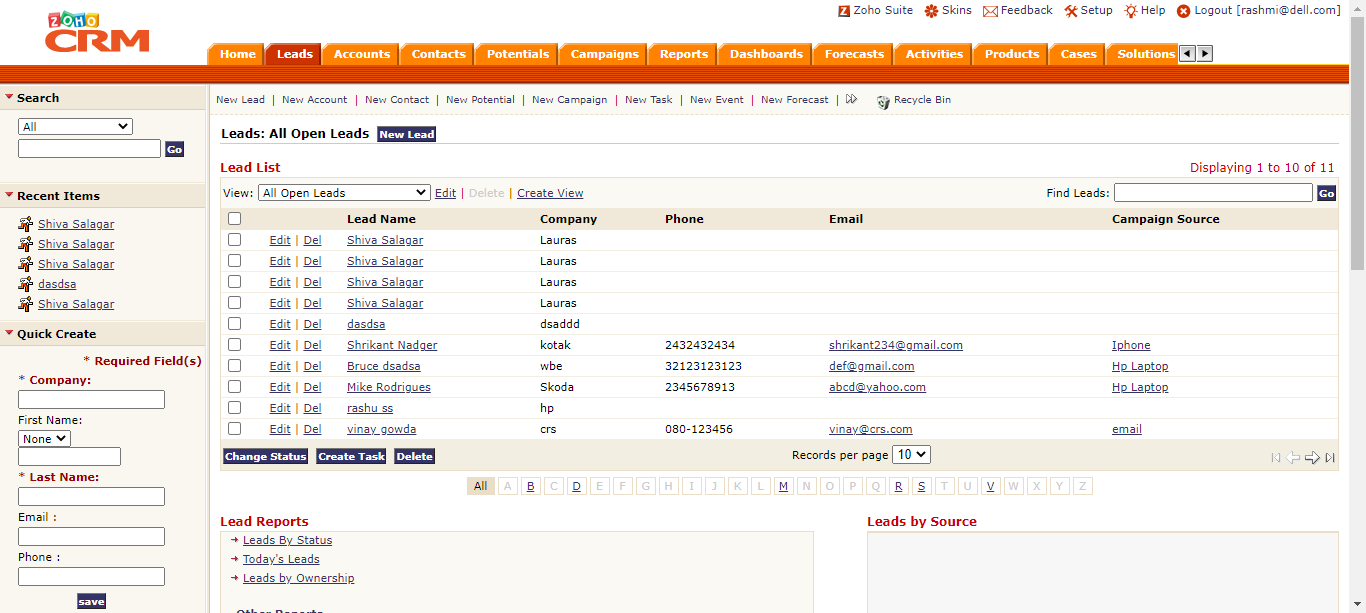 ZOHO
CRM
Zoho Suite Skins Feedback Setup Help Logout [rashmi@dell.com]
Home Leads Accounts Contacts Potentials Campaigns Reports Dashboards Forecasts Activities Products Cases Solutions
Search
All
Go
Recent Items
Shiva Salagar
Shiva Salagar
Shiva Salagar
dasdsa
Shiva Salagar
Quick Create
* Required Field(s)
* Company:
First Name:
None
* Last Name:
Email :
Phone :
save
New Lead | New Account | New Contact | New Potential | New Campaign | New Task | New Event | New Forecast | Recycle Bin
Leads: All Open Leads New Lead
Lead List Displaying 1 to 10 of 11
View: All Open Leads Edit | Delete | Create View Find Leads: Go
Lead Name Company Phone Email Campaign Source
Edit | Del Shiva Salagar Lauras
Edit | Del Shiva Salagar Lauras
Edit | Del Shiva Salagar Lauras
Edit | Del Shiva Salagar Lauras
Edit | Del dasdsa dsaddd
Edit | Del Shrikant Nadger kotak 2432432434 shrikant234@gmail.com Iphone
Edit | Del Bruce dsadsa wbe 32123123123 def@gmail.com Hp Laptop
Edit | Del Mike Rodrigues Skoda 2345678913 abcd@yahoo.com Hp Laptop
Edit | Del rashu ss hp
Edit | Del vinay gowda crs 080-123456 vinay@crs.com email
Change Status Create Task Delete Records per page 10
All A B C D E F G H I J K L M N O P Q R S T U V W X Y Z
Lead Reports
Leads By Status
Today's Leads
Leads by Ownership
Other Reports
Leads by Source